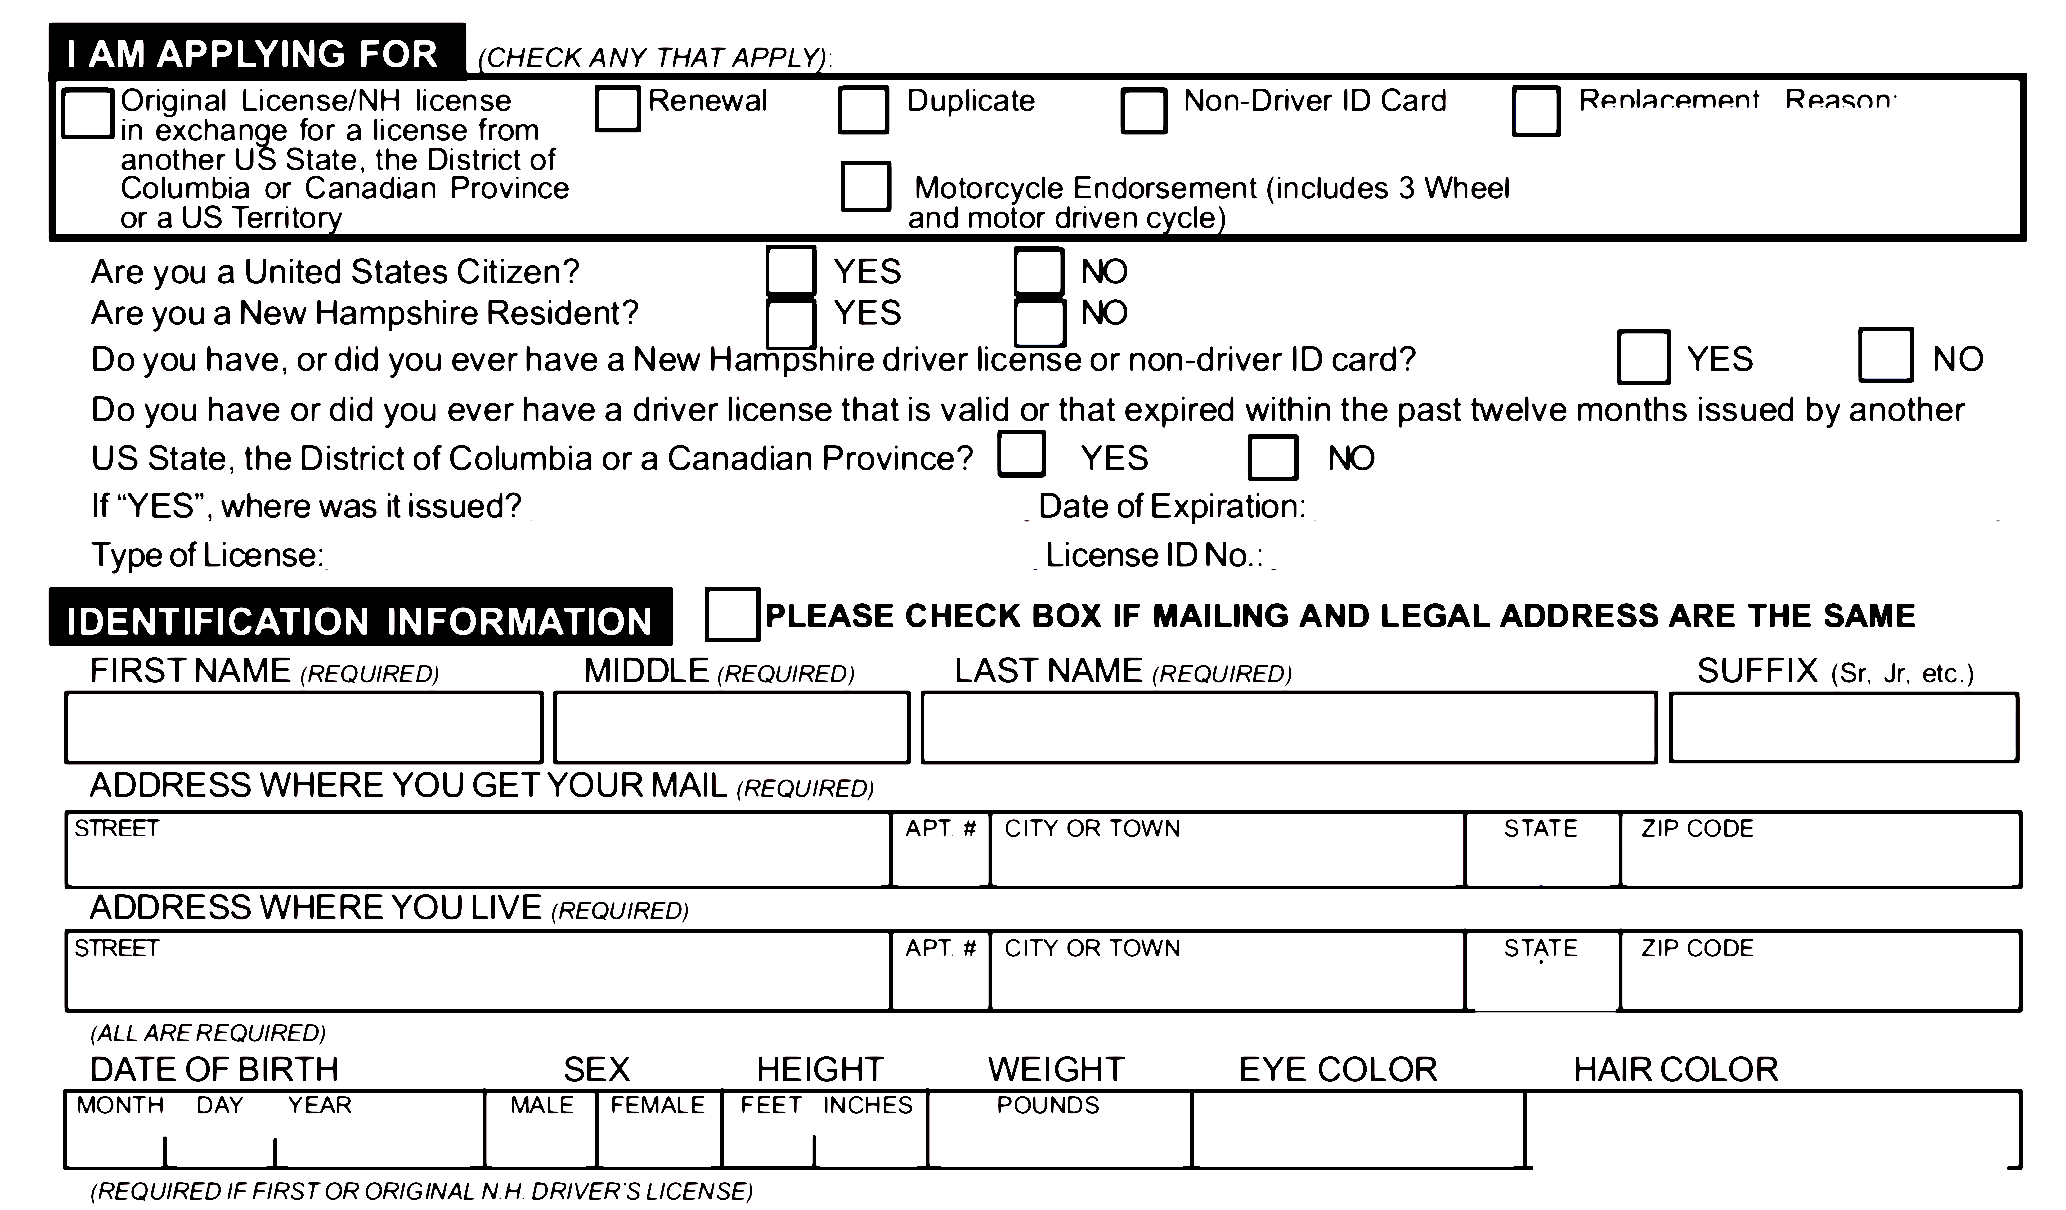 I AM APPLYING FOR (CHECK ANY THAT APPLY):
Original License/NH license Renewal Duplicate Non-Driver ID Card Replacement Reason:
in exchange for a license from
another US State, the District of
Columbia or Canadian Province Motorcycle Endorsement (includes 3 Wheel
or a US Territory and motor driven cycle)
Are you a United States Citizen? YES NO
Are you a New Hampshire Resident? YES NO
Do you have, or did you ever have a New Hampshire driver license or non-driver ID card? YES NO
Do you have or did you ever have a driver license that is valid or that expired within the past twelve months issued by another
US State, the District of Columbia or a Canadian Province? YES NO
If “YES”, where was it issued? Date of Expiration:
Type of License: License ID No.:
IDENTIFICATION INFORMATION PLEASE CHECK BOX IF MAILING AND LEGAL ADDRESS ARE THE SAME
FIRST NAME (REQUIRED) MIDDLE (REQUIRED) LAST NAME (REQUIRED) SUFFIX (Sr, Jr, etc.)
ADDRESS WHERE YOU GET YOUR MAIL (REQUIRED)
STREET APT. # CITY OR TOWN STATE ZIP CODE
ADDRESS WHERE YOU LIVE (REQUIRED)
STREET APT. # CITY OR TOWN STATE ZIP CODE
(ALL ARE REQUIRED)
DATE OF BIRTH SEX HEIGHT WEIGHT EYE COLOR HAIR COLOR
MONTH DAY YEAR MALE FEMALE FEET INCHES POUNDS
(REQUIRED IF FIRST OR ORIGINAL N.H. DRIVER'S LICENSE)